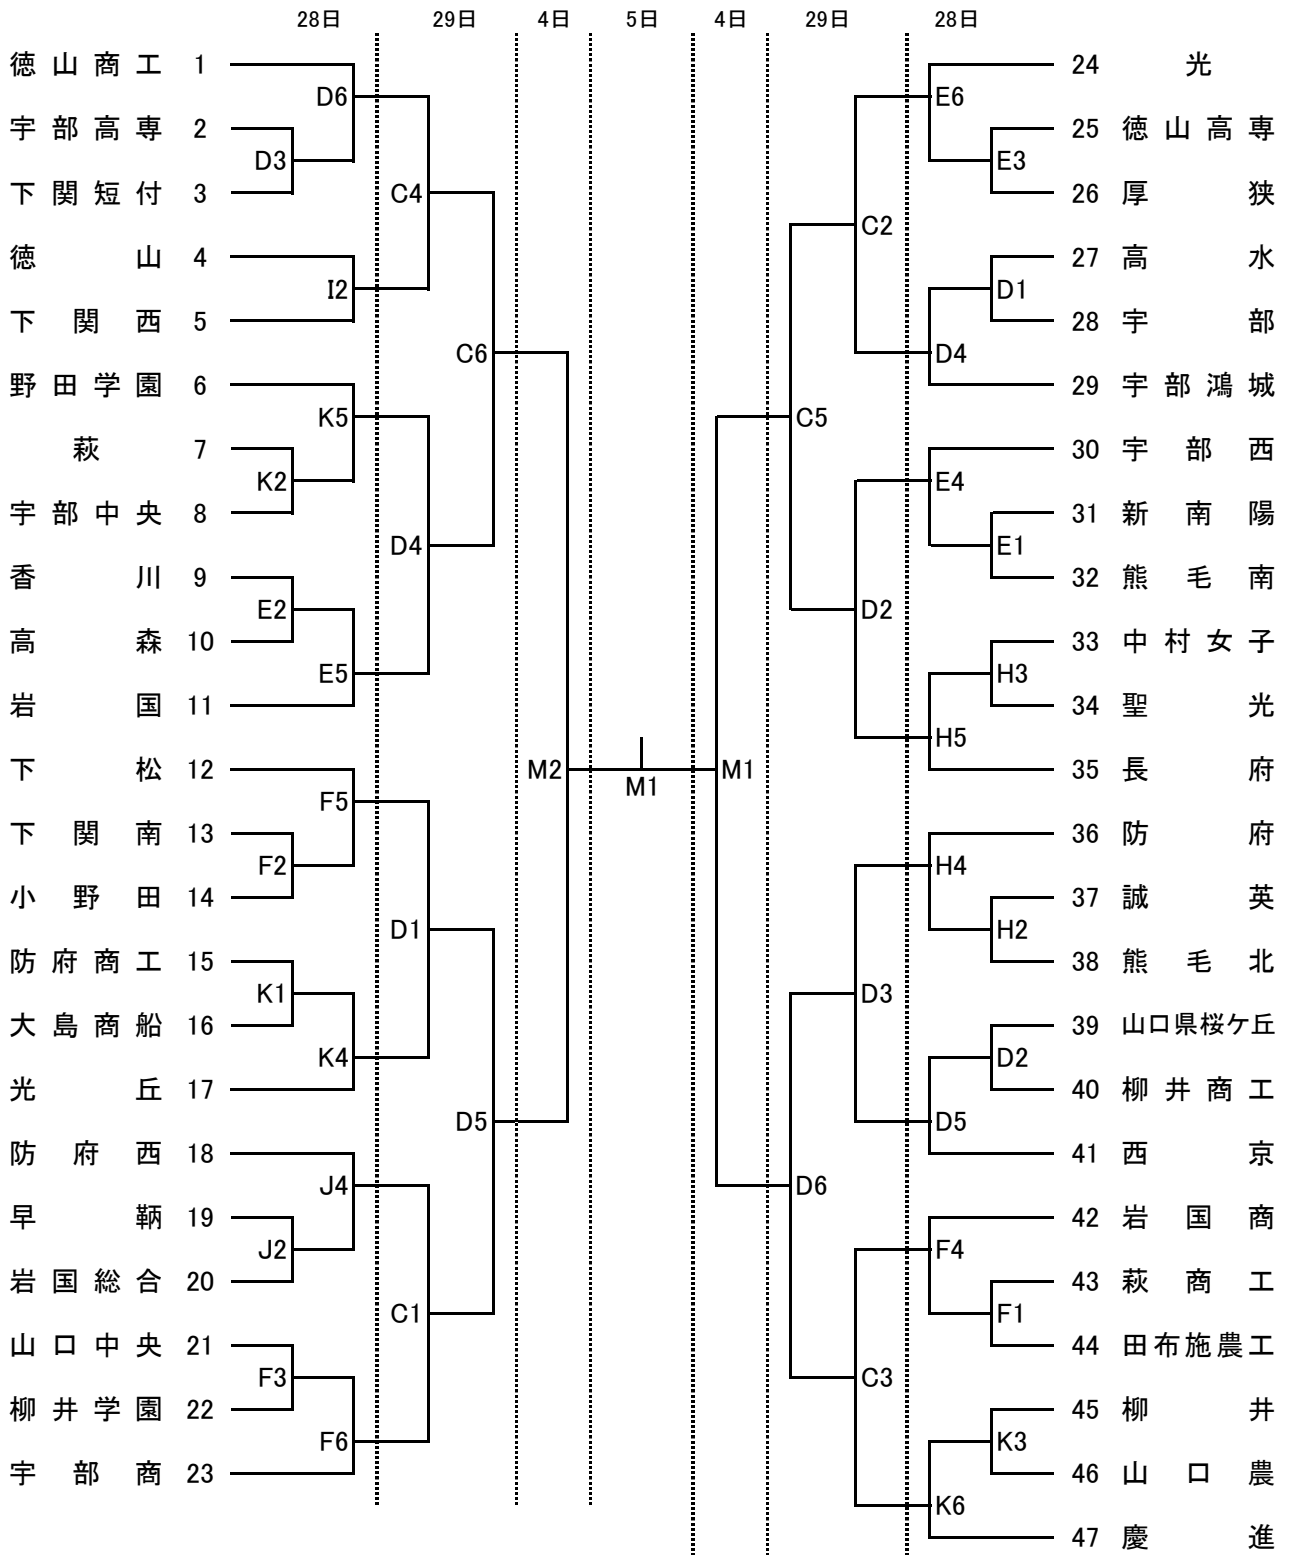 28日 29日 4日 5日 4日 29日 28日
徳山商工 1 24 光
D6 E6
宇部高専 2 25 徳山高専
D3 E3
下関短付 3 C4 26 厚狭
C2
徳山 4 27 高水
I2 D1
下関西 5 28 宇部
C6 D4
野田学園 6 29 宇部鴻城
K5 C5
萩 7 30 宇部西
K2 E4
宇部中央 8 31 新南陽
D4 E1
香川 9 32 熊毛南
E2 D2
高森 10 33 中村女子
E5 H3
岩国 11 34 聖光
H5
下松 12 M2 M1 M1 35 長府
F5
下関南 13 36 防府
F2 H4
小野田 14 37 誠英
D1 H2
防府商工 15 38 熊毛北
K1 D3
大島商船 16 39 山口県桜ケ丘
K4 D2
光丘 17 40 柳井商工
D5 D5
防府西 18 41 西京
J4 D6
早鞆 19 42 岩国商
J2 F4
岩国総合 20 43 萩商工
C1 F1
山口中央 21 44 田布施農工
F3 C3
柳井学園 22 45 柳井
F6 K3
宇部商 23 46 山口農
K6
47 慶進